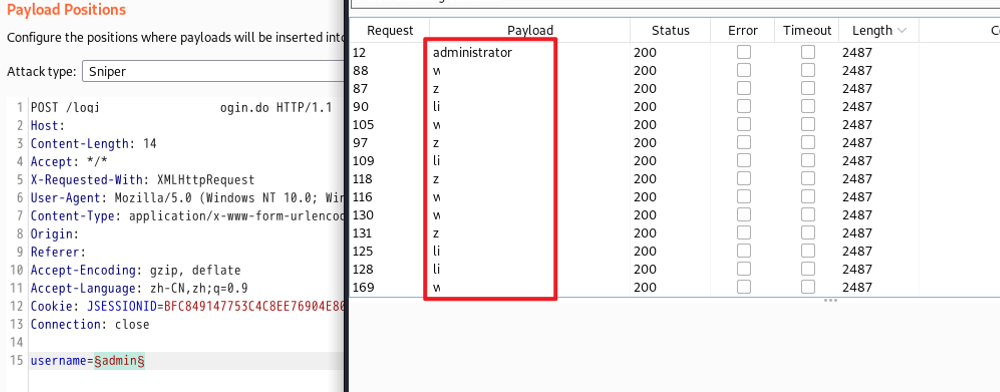 Payload Positions
Configure the positions where payloads will be inserted into
Attack type: Sniper
1 POST /logi ogin.do HTTP/1.1
2 Host:
3 Content-Length: 14
4 Accept: */*
5 X-Requested-With: XMLHttpRequest
6 User-Agent: Mozilla/5.0 (Windows NT 10.0; Win
7 Content-Type: application/x-www-form-urlencod
8 Origin:
9 Referer:
10 Accept-Encoding: gzip, deflate
11 Accept-Language: zh-CN,zh;q=0.9
12 Cookie: JSESSIONID=BFC849147753C4C8EE76904E80
13 Connection: close
14
15 username=§admin§
Request Payload Status Error Timeout Length
12 administrator 200 2487
88 w 200 2487
87 z 200 2487
90 li 200 2487
105 w 200 2487
97 z 200 2487
109 li 200 2487
118 z 200 2487
116 w 200 2487
130 w 200 2487
131 z 200 2487
125 li 200 2487
128 li 200 2487
169 w 200 2487